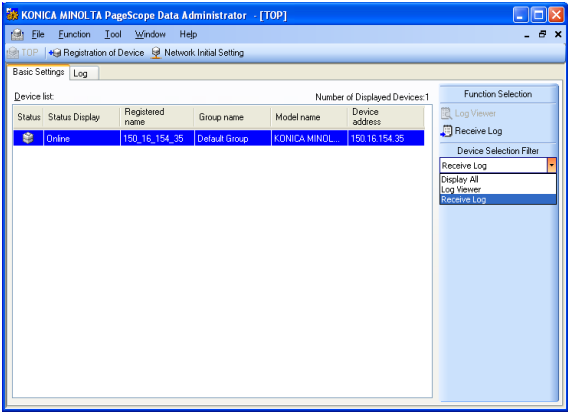 KONICA MINOLTA PageScope Data Administrator - [TOP]
File Function Tool Window Help
TOP Registration of Device Network Initial Setting
Basic Settings Log
Device list: Number of Displayed Devices:1
Status Status Display Registered name Group name Model name Device address
Online 150_16_154_35 Default Group KONICA MINOL... 150.16.154.35
Function Selection
Log Viewer
Receive Log
Device Selection Filter
Receive Log
Display All
Log Viewer
Receive Log